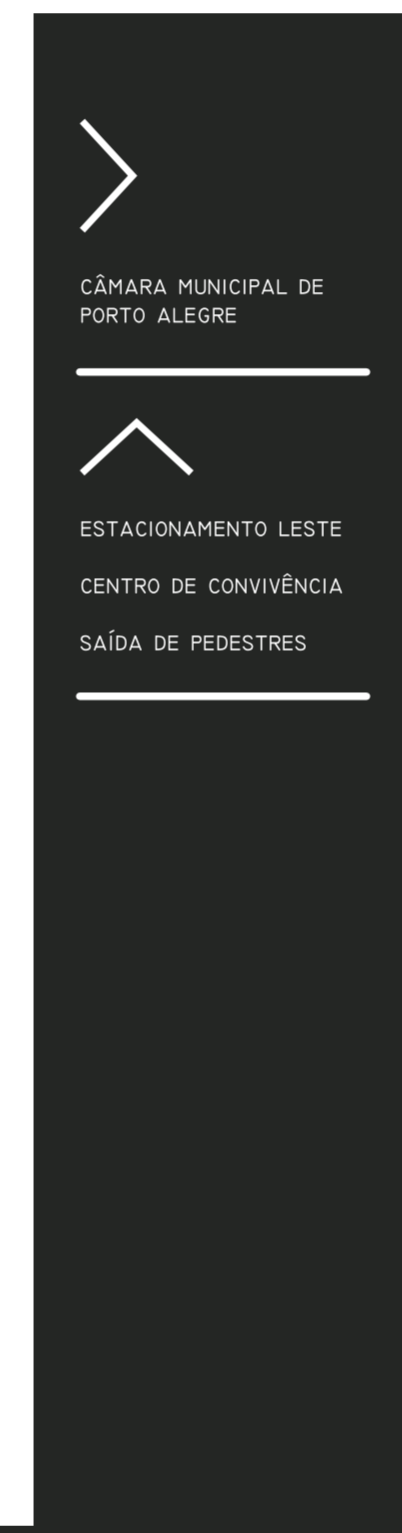 CÂMARA MUNICIPAL DE
PORTO ALEGRE
ESTACIONAMENTO LESTE
CENTRO DE CONVIVÊNCIA
SAÍDA DE PEDESTRES